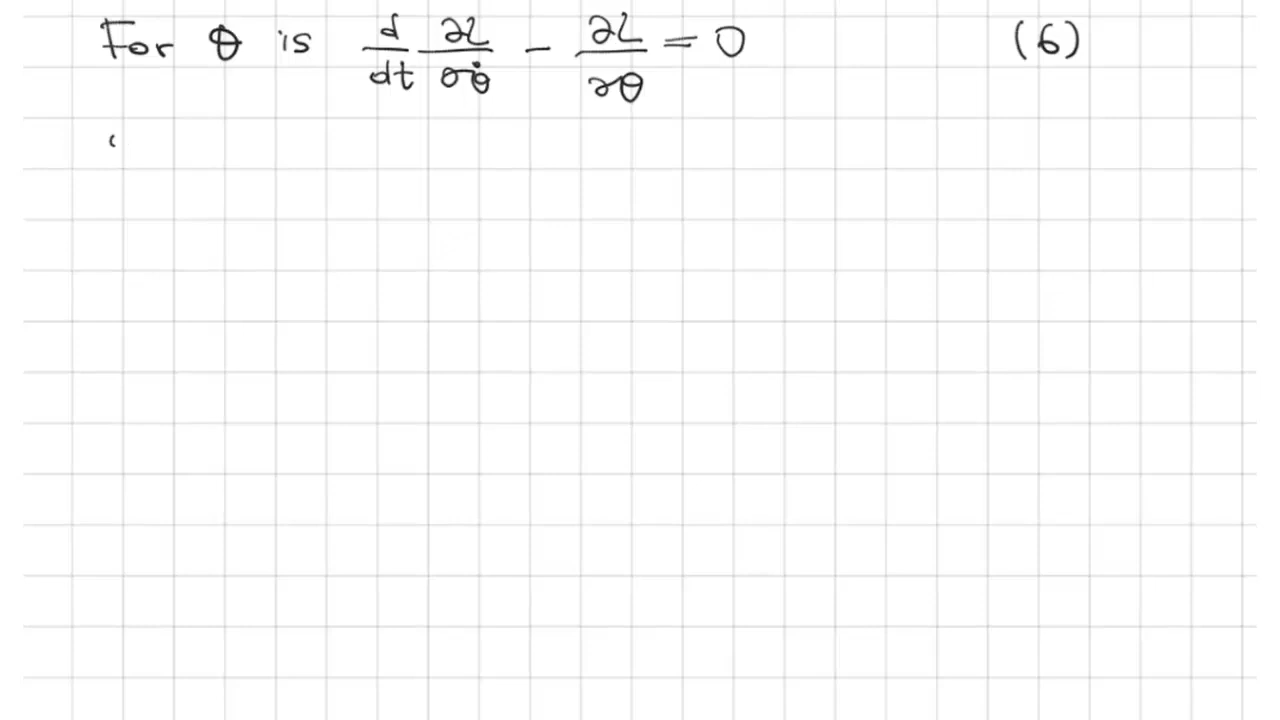 For θ is d/dt ∂L/∂θ̇ - ∂L/∂θ = 0 (6)